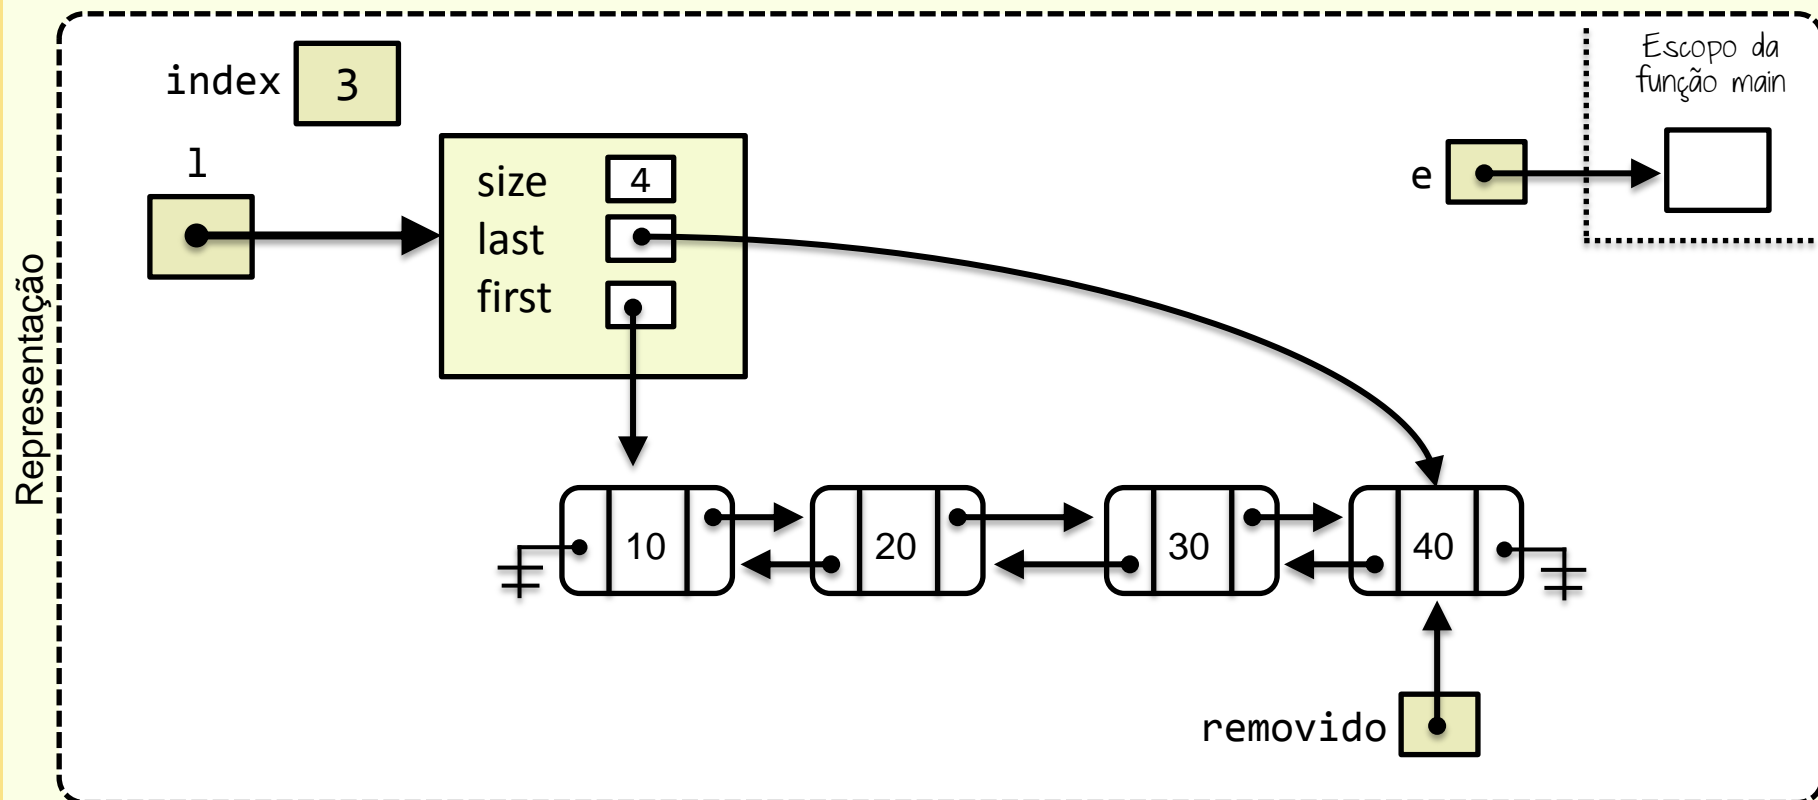 Representação
index 3
l
size 4
last
first
e
Escopo da
função main
10 20 30 40
removido